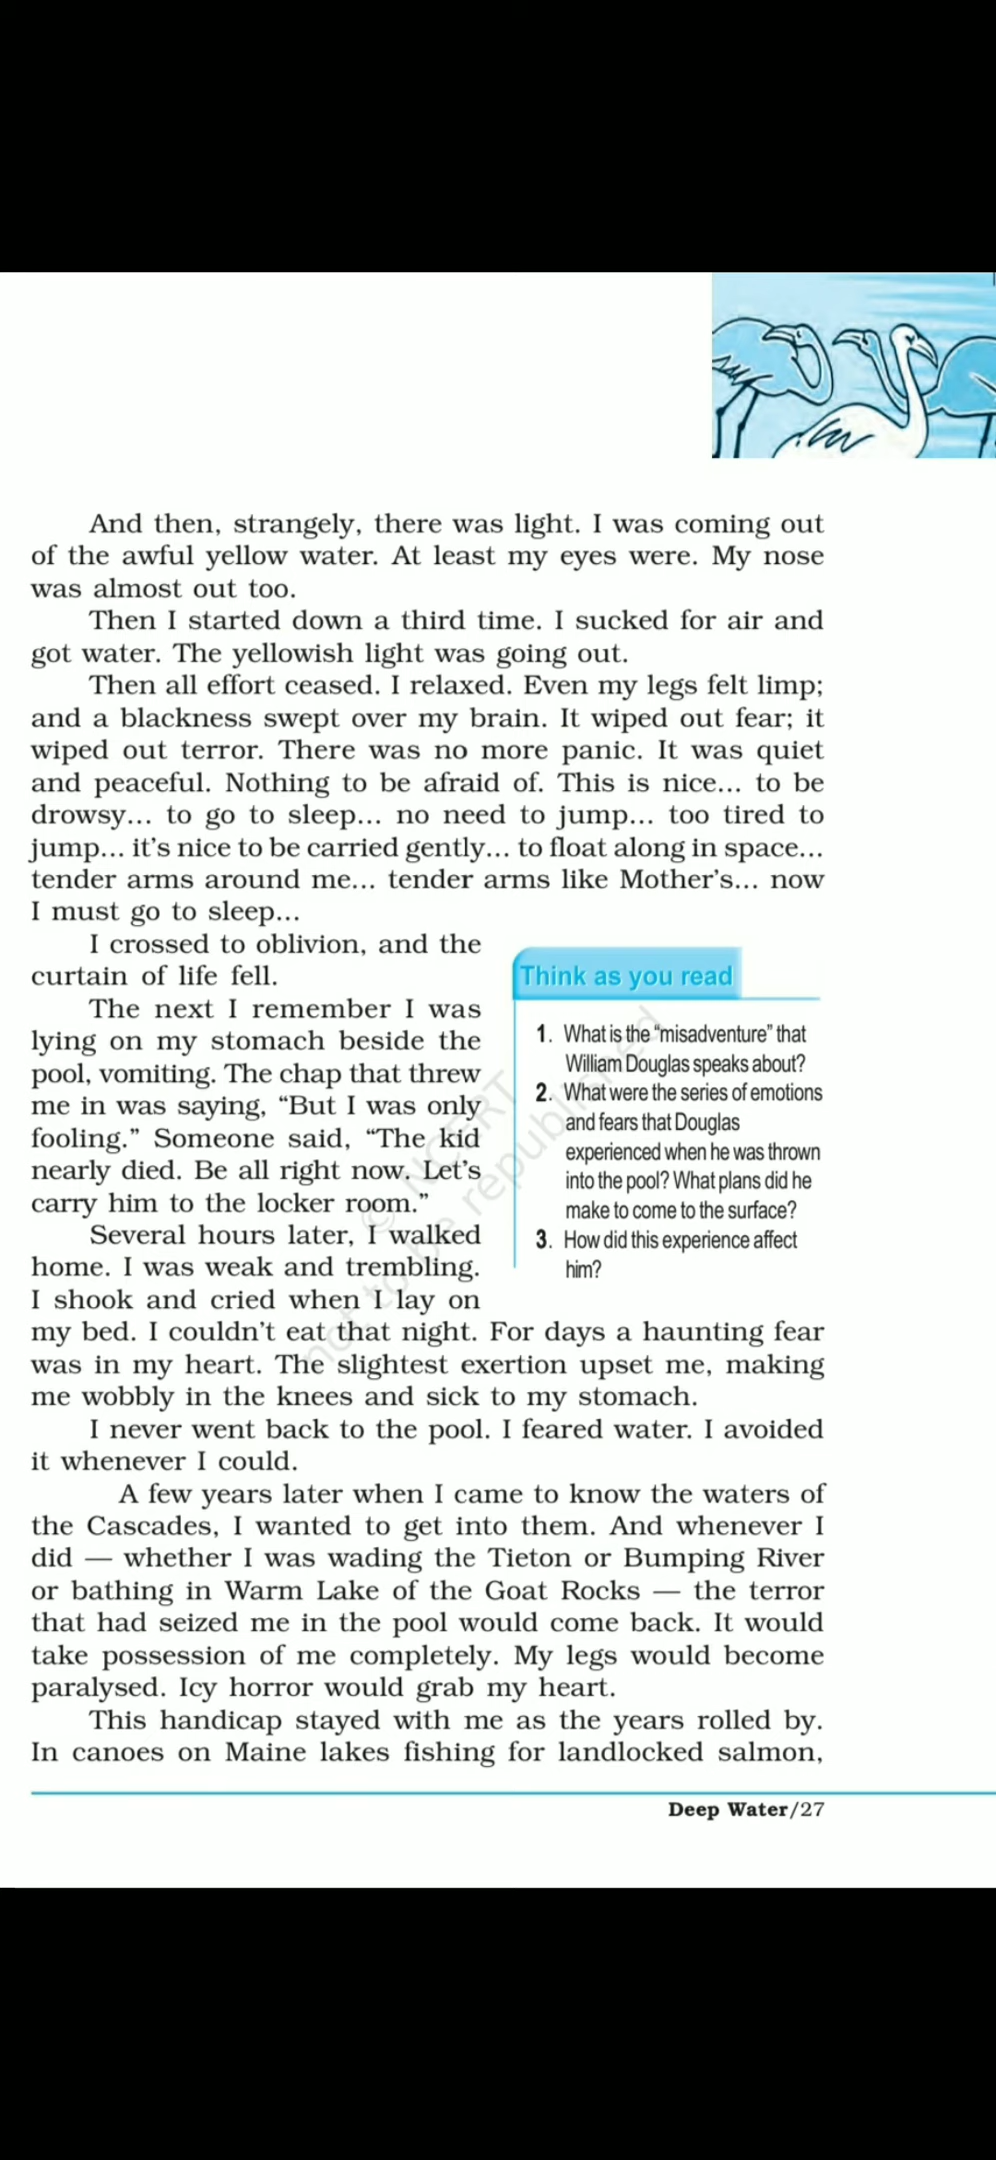 And then, strangely, there was light. I was coming out
of the awful yellow water. At least my eyes were. My nose
was almost out too.
Then I started down a third time. I sucked for air and
got water. The yellowish light was going out.
Then all effort ceased. I relaxed. Even my legs felt limp;
and a blackness swept over my brain. It wiped out fear; it
wiped out terror. There was no more panic. It was quiet
and peaceful. Nothing to be afraid of. This is nice... to be
drowsy... to go to sleep... no need to jump... too tired to
jump... it's nice to be carried gently... to float along in space...
tender arms around me... tender arms like Mother's... now
I must go to sleep...
I crossed to oblivion, and the
curtain of life fell.
The next I remember I was
lying on my stomach beside the
pool, vomiting. The chap that threw
me in was saying, “But I was only
fooling.” Someone said, “The kid
nearly died. Be all right now. Let's
carry him to the locker room.”
Several hours later, I walked
home. I was weak and trembling.
I shook and cried when I lay on
my bed. I couldn't eat that night. For days a haunting fear
was in my heart. The slightest exertion upset me, making
me wobbly in the knees and sick to my stomach.
I never went back to the pool. I feared water. I avoided
it whenever I could.
A few years later when I came to know the waters of
the Cascades, I wanted to get into them. And whenever I
did — whether I was wading the Tieton or Bumping River
or bathing in Warm Lake of the Goat Rocks — the terror
that had seized me in the pool would come back. It would
take possession of me completely. My legs would become
paralysed. Icy horror would grab my heart.
This handicap stayed with me as the years rolled by.
In canoes on Maine lakes fishing for landlocked salmon,
Think as you read
1. What is the “misadventure” that
William Douglas speaks about?
2. What were the series of emotions
and fears that Douglas
experienced when he was thrown
into the pool? What plans did he
make to come to the surface?
3. How did this experience affect
him?
© NCERT
not to be republished
Deep Water/27